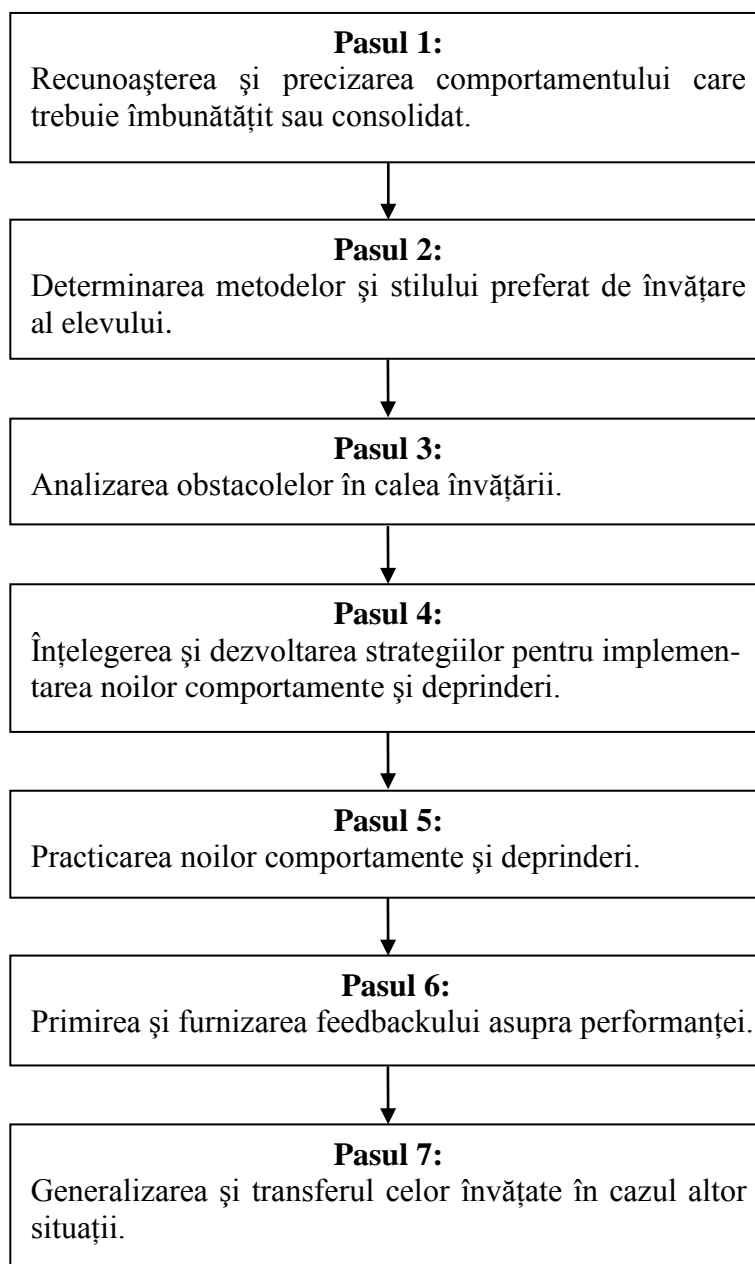 Pasul 1:
Recunoaşterea şi precizarea comportamentului care
trebuie îmbunătățit sau consolidat.
Pasul 2:
Determinarea metodelor şi stilului preferat de învățare
al elevului.
Pasul 3:
Analizarea obstacolelor în calea învățării.
Pasul 4:
Înțelegerea şi dezvoltarea strategiilor pentru implemen-
tarea noilor comportamente şi deprinderi.
Pasul 5:
Practicarea noilor comportamente şi deprinderi.
Pasul 6:
Primirea şi furnizarea feedbackului asupra performanței.
Pasul 7:
Generalizarea şi transferul celor învățate în cazul altor
situații.